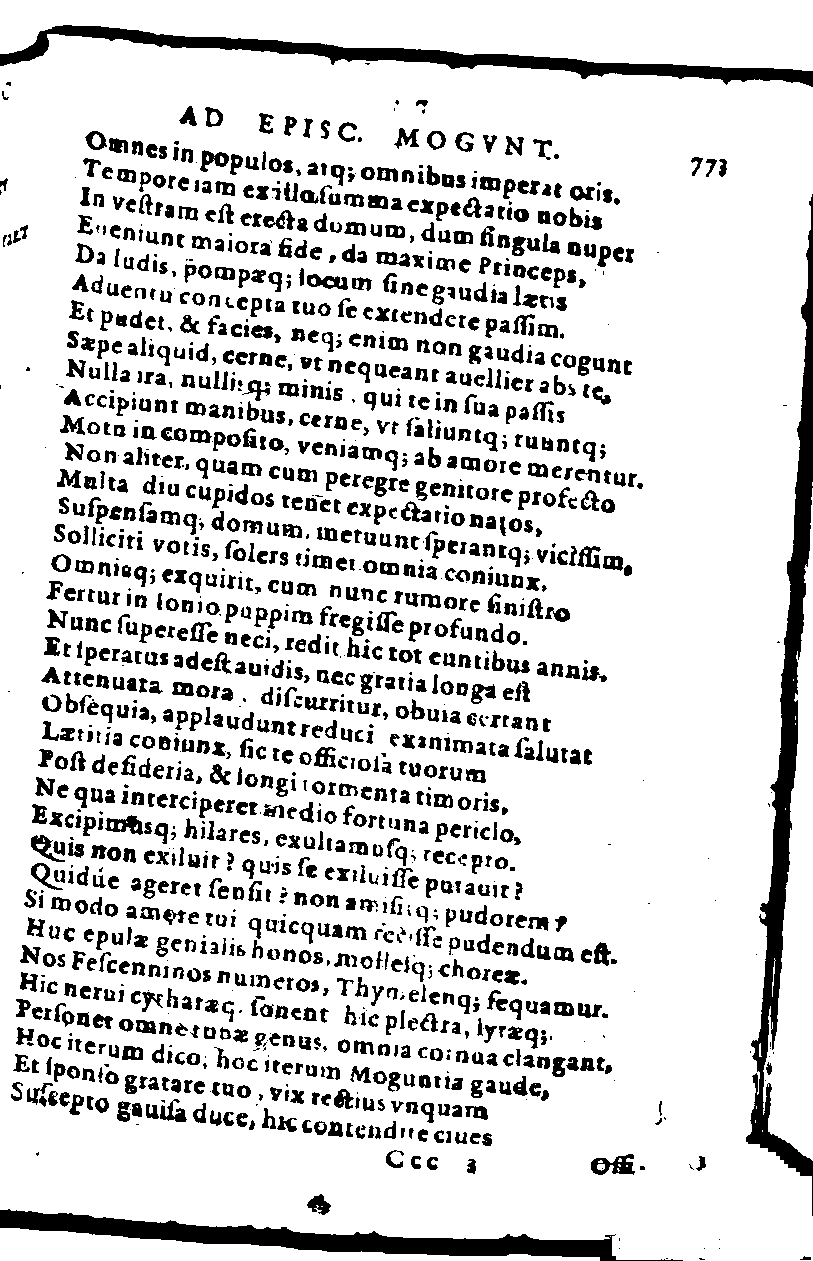 AD EPISC. MOGVNT.
773
Omnes in populos, atq; omnibus imperat oris.
Tempore iam ex illo summa expectatio nobis
In vestram est erecta domum, dum singula nuper
Eueniunt maiora fide, da maxime Princeps,
Da ludis, pompæq; locum sine gaudia lætis
Aduentu concepta tuo se extendere passim.
Et pudet, & facies, neq; enim non gaudia cogunt
Sæpe aliquid, cerne, vt nequeant auellier abs te,
Nulla ira, nullisq; minis, qui te in sua passis
Accipiunt manibus, cerne, vt saliuntq; ruuntq;
Motu in composito, veniamq; ab amore merentur.
Non aliter, quam cum peregre genitore profecto
Multa diu cupidos tenet expectatio natos,
Suspensamq; domum, metuunt sperantq; vicissim,
Solliciti votis, solers timet omnia coniunx,
Omniaq; exquirit, cum nunc rumore sinistro
Fertur in Ionio puppim fregisse profundo.
Nunc superesse neci, redit hic tot euntibus annis.
Et speratus adest auidis, nec gratia longa est
Attenuata mora, discurritur, obuia certant
Obsequia, applaudunt reduci exanimata salutat
Lætitia coniunx, sic te officiosa tuorum
Post desideria, & longi tormenta timoris,
Ne qua interciperet medio fortuna periclo,
Excipimusq; hilares, exultamusq; recepto.
Quis non exiluit? quis se exiluisse putauit?
Quidue ageret sensit? non amisitq; pudorem?
Si modo amore tui quicquam fecisse pudendum est.
Huc epulæ genialis honos, mollesq; choreæ.
Nos Fescenninos numeros, Thymelenq; sequamur.
Hic nerui cytharæq. sonent hic plectra, lyræq;
Personet omne tubæ genus, omnia cornua clangant,
Hoc iterum dico, hoc iterum Moguntia gaude,
Et sponso gratare tuo, vix rectius vnquam
Suscepto gauisa duce, hic contendite ciues
Ccc 3
Offi-